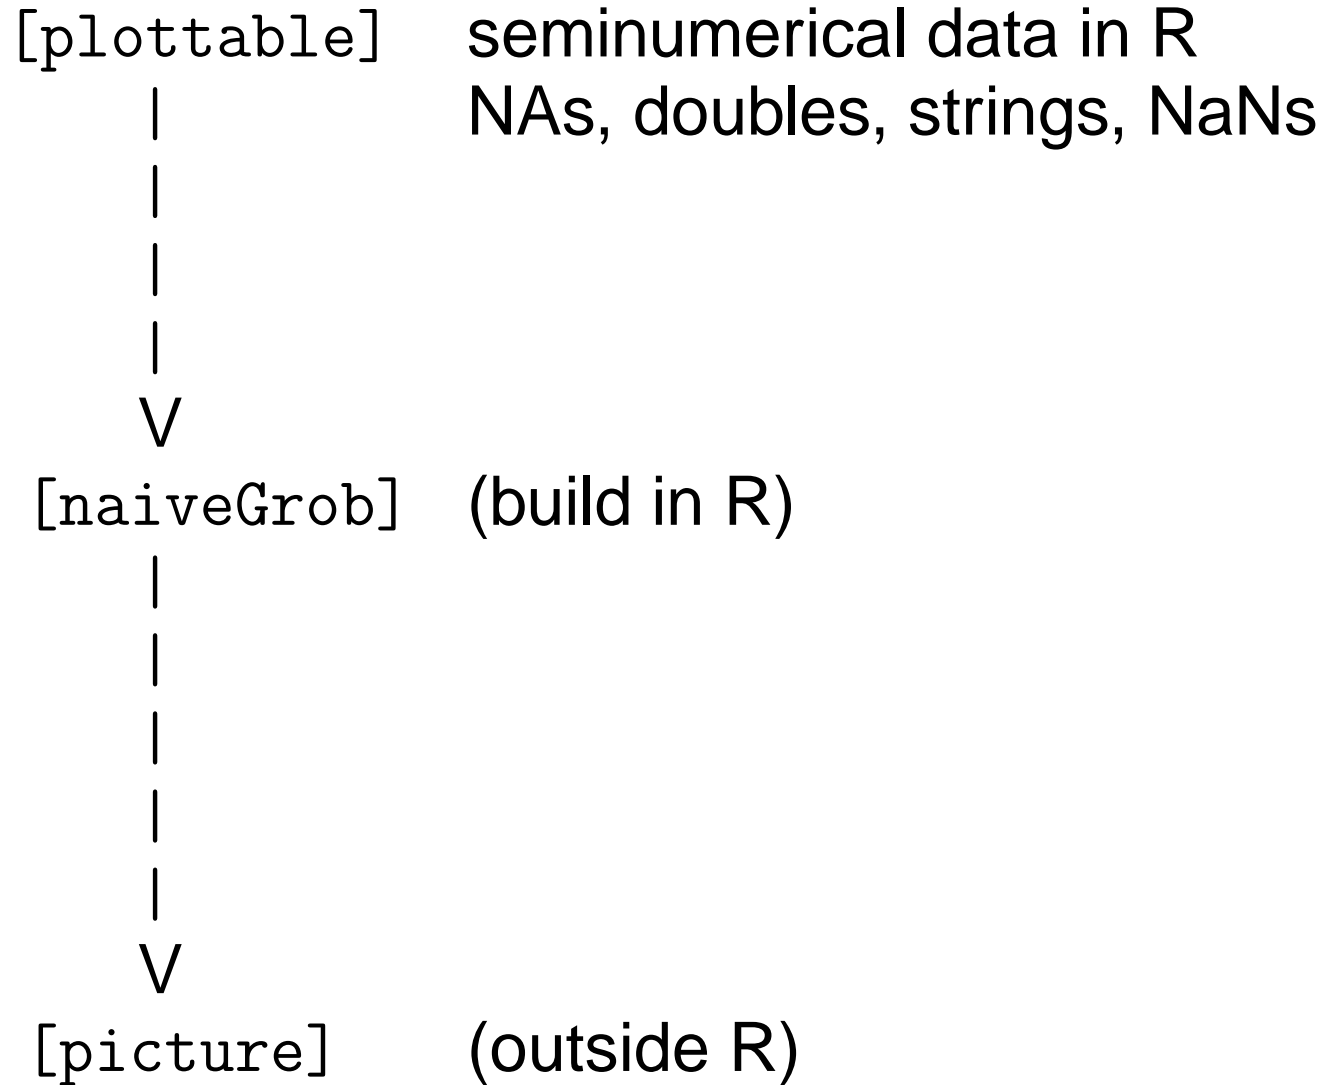 [plottable] seminumerical data in R
| NAs, doubles, strings, NaNs
|
|
|
V
[naiveGrob] (build in R)
|
|
|
|
|
V
[picture] (outside R)